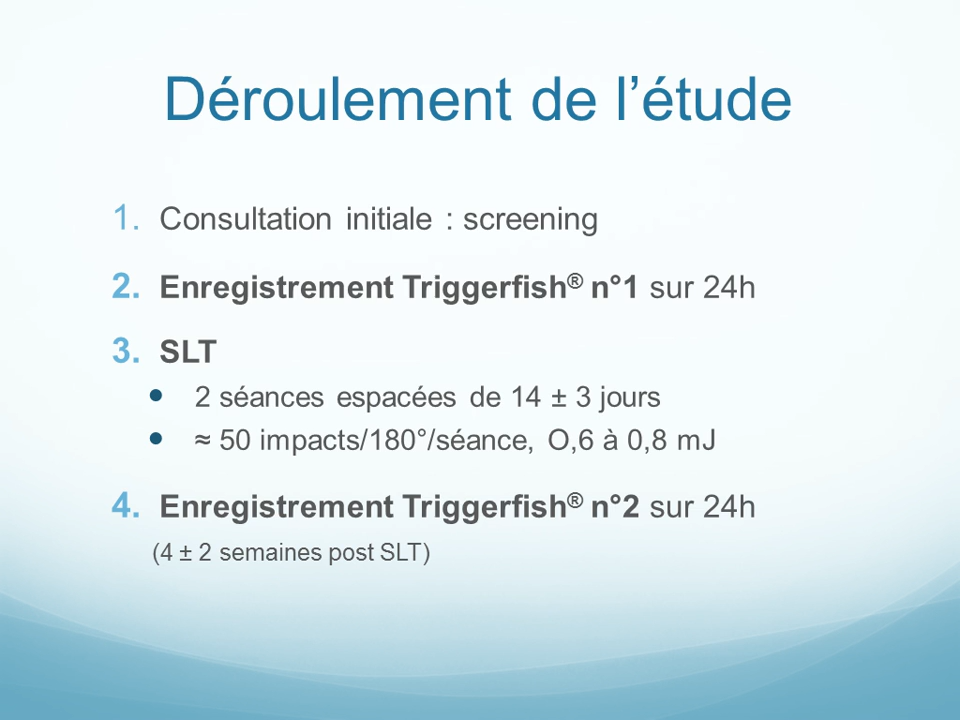 Déroulement de l’étude
1. Consultation initiale : screening
2. Enregistrement Triggerfish® n°1 sur 24h
3. SLT
• 2 séances espacées de 14 ± 3 jours
• ≈ 50 impacts/180°/séance, O,6 à 0,8 mJ
4. Enregistrement Triggerfish® n°2 sur 24h
(4 ± 2 semaines post SLT)